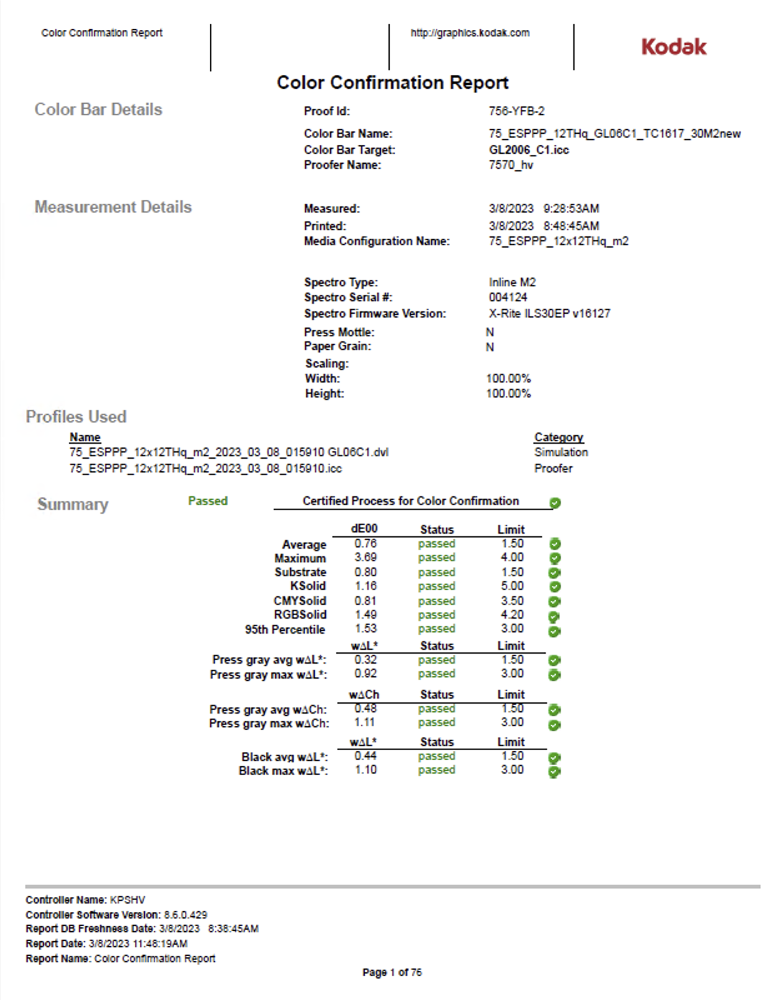 Color Confirmation Report
http://graphics.kodak.com
Kodak
Color Confirmation Report
Color Bar Details
Proof Id: 756-YFB-2
Color Bar Name: 75_ESPPP_12THq_GL06C1_TC1617_30M2new
Color Bar Target: GL2006_C1.icc
Proofer Name: 7570_hv
Measurement Details
Measured: 3/8/2023 9:28:53AM
Printed: 3/8/2023 8:48:45AM
Media Configuration Name: 75_ESPPP_12x12THq_m2
Spectro Type: Inline M2
Spectro Serial #: 004124
Spectro Firmware Version: X-Rite ILS30EP v16127
Press Mottle: N
Paper Grain: N
Scaling:
Width: 100.00%
Height: 100.00%
Profiles Used
Name Category
75_ESPPP_12x12THq_m2_2023_03_08_015910 GL06C1.dvl Simulation
75_ESPPP_12x12THq_m2_2023_03_08_015910.icc Proofer
Summary Passed Certified Process for Color Confirmation
dE00 Status Limit
Average 0.76 passed 1.50
Maximum 3.69 passed 4.00
Substrate 0.80 passed 1.50
KSolid 1.16 passed 5.00
CMYSolid 0.81 passed 3.50
RGBSolid 1.49 passed 4.20
95th Percentile 1.53 passed 3.00
w∆L* Status Limit
Press gray avg w∆L*: 0.32 passed 1.50
Press gray max w∆L*: 0.92 passed 3.00
w∆Ch Status Limit
Press gray avg w∆Ch: 0.48 passed 1.50
Press gray max w∆Ch: 1.11 passed 3.00
w∆L* Status Limit
Black avg w∆L*: 0.44 passed 1.50
Black max w∆L*: 1.10 passed 3.00
Controller Name: KPSHV
Controller Software Version: 8.6.0.429
Report DB Freshness Date: 3/8/2023 8:38:45AM
Report Date: 3/8/2023 11:48:19AM
Report Name: Color Confirmation Report
Page 1 of 76